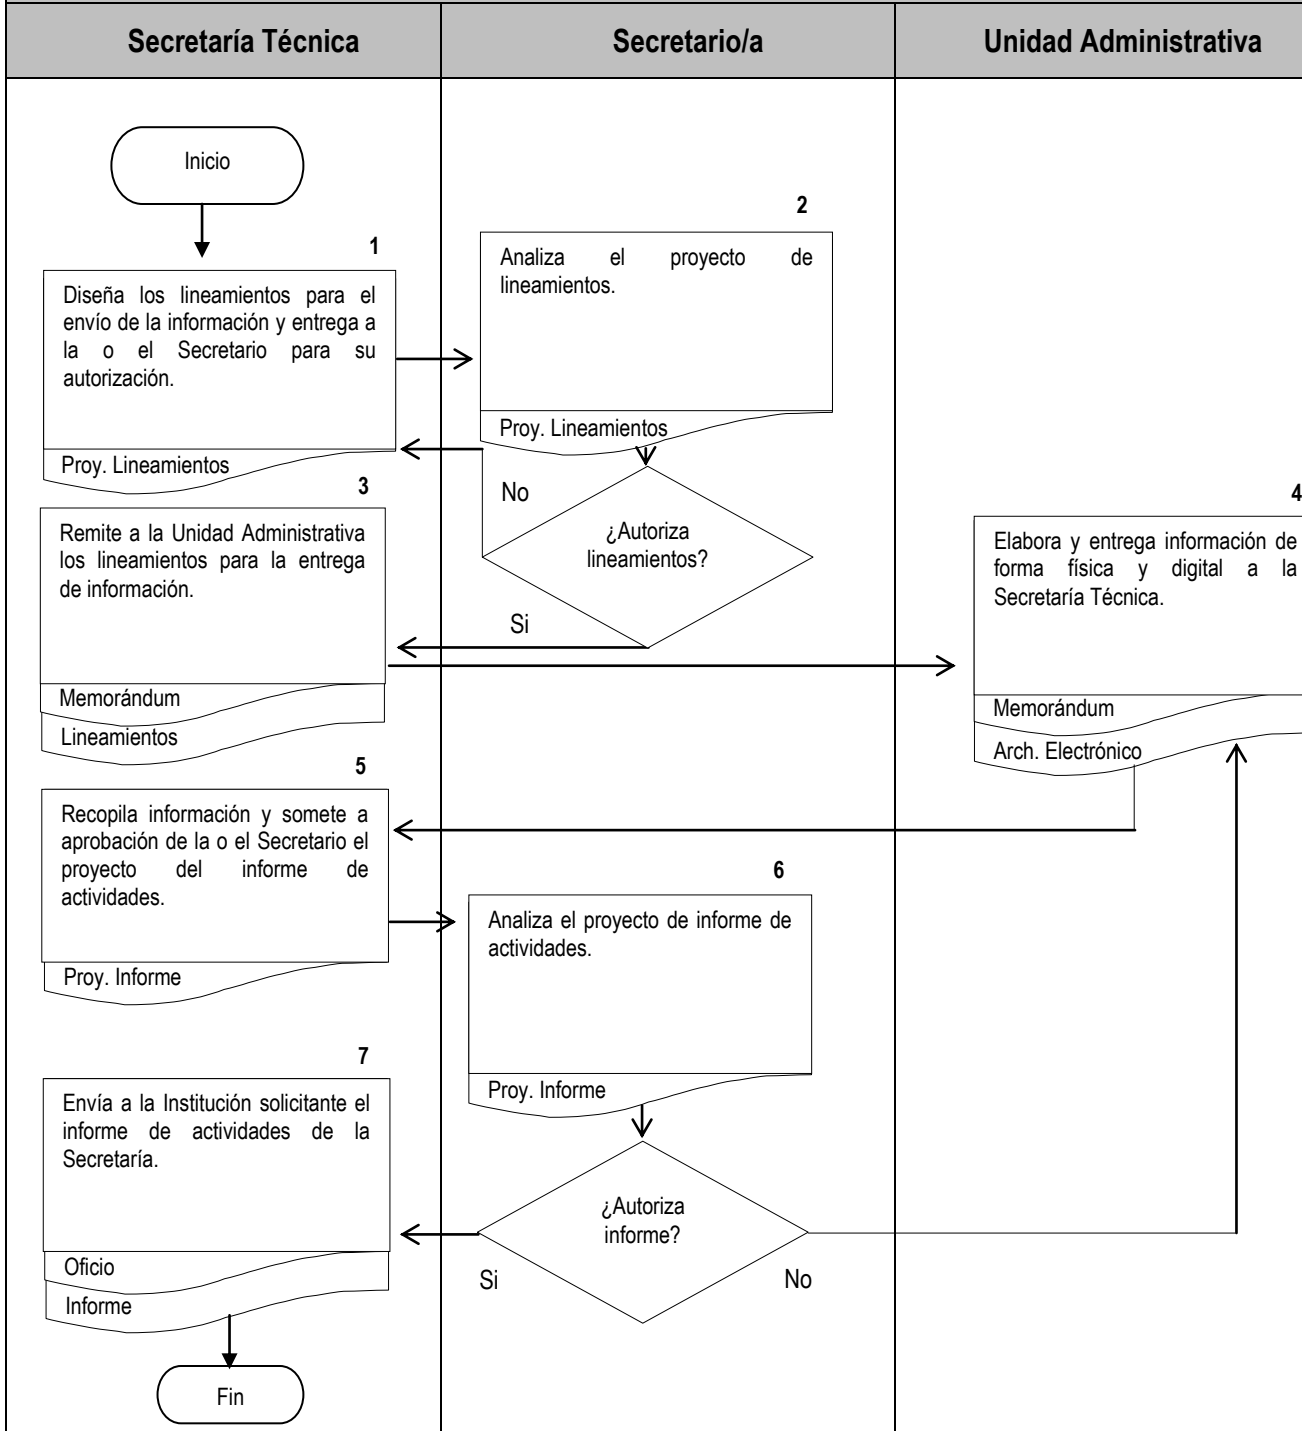 Secretaría Técnica
Secretario/a
Unidad Administrativa
Inicio
1
Diseña los lineamientos para el
envío de la información y entrega a
la o el Secretario para su
autorización.
Proy. Lineamientos
2
Analiza el proyecto de
lineamientos.
Proy. Lineamientos
¿Autoriza
lineamientos?
No
Si
3
Remite a la Unidad Administrativa
los lineamientos para la entrega
de información.
Memorándum
Lineamientos
4
Elabora y entrega información de
forma física y digital a la
Secretaría Técnica.
Memorándum
Arch. Electrónico
5
Recopila información y somete a
aprobación de la o el Secretario el
proyecto del informe de
actividades.
Proy. Informe
6
Analiza el proyecto de informe de
actividades.
Proy. Informe
¿Autoriza
informe?
Si
No
7
Envía a la Institución solicitante el
informe de actividades de la
Secretaría.
Oficio
Informe
Fin